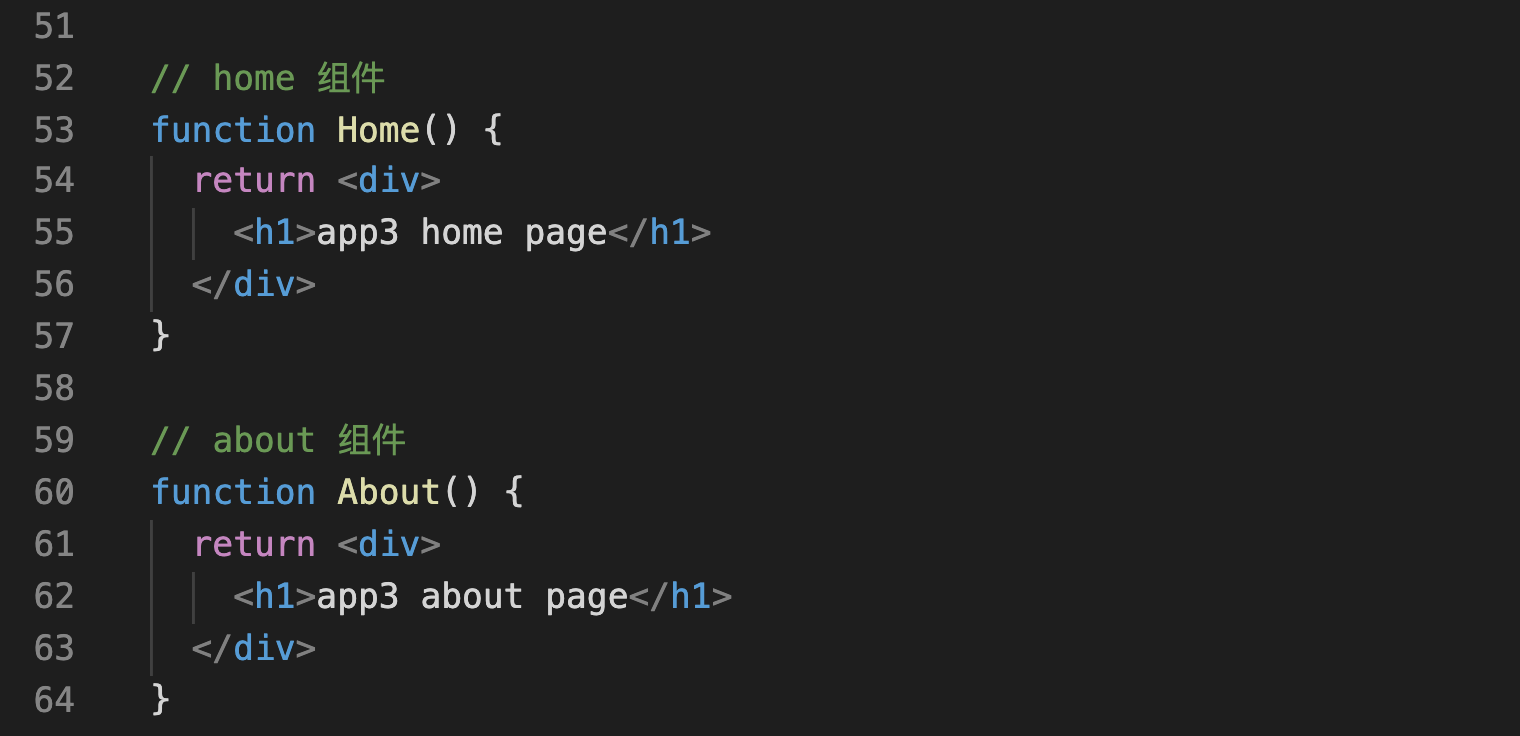 51
52 // home 组件
53 function Home() {
54 return <div>
55 <h1>app3 home page</h1>
56 </div>
57 }
58
59 // about 组件
60 function About() {
61 return <div>
62 <h1>app3 about page</h1>
63 </div>
64 }